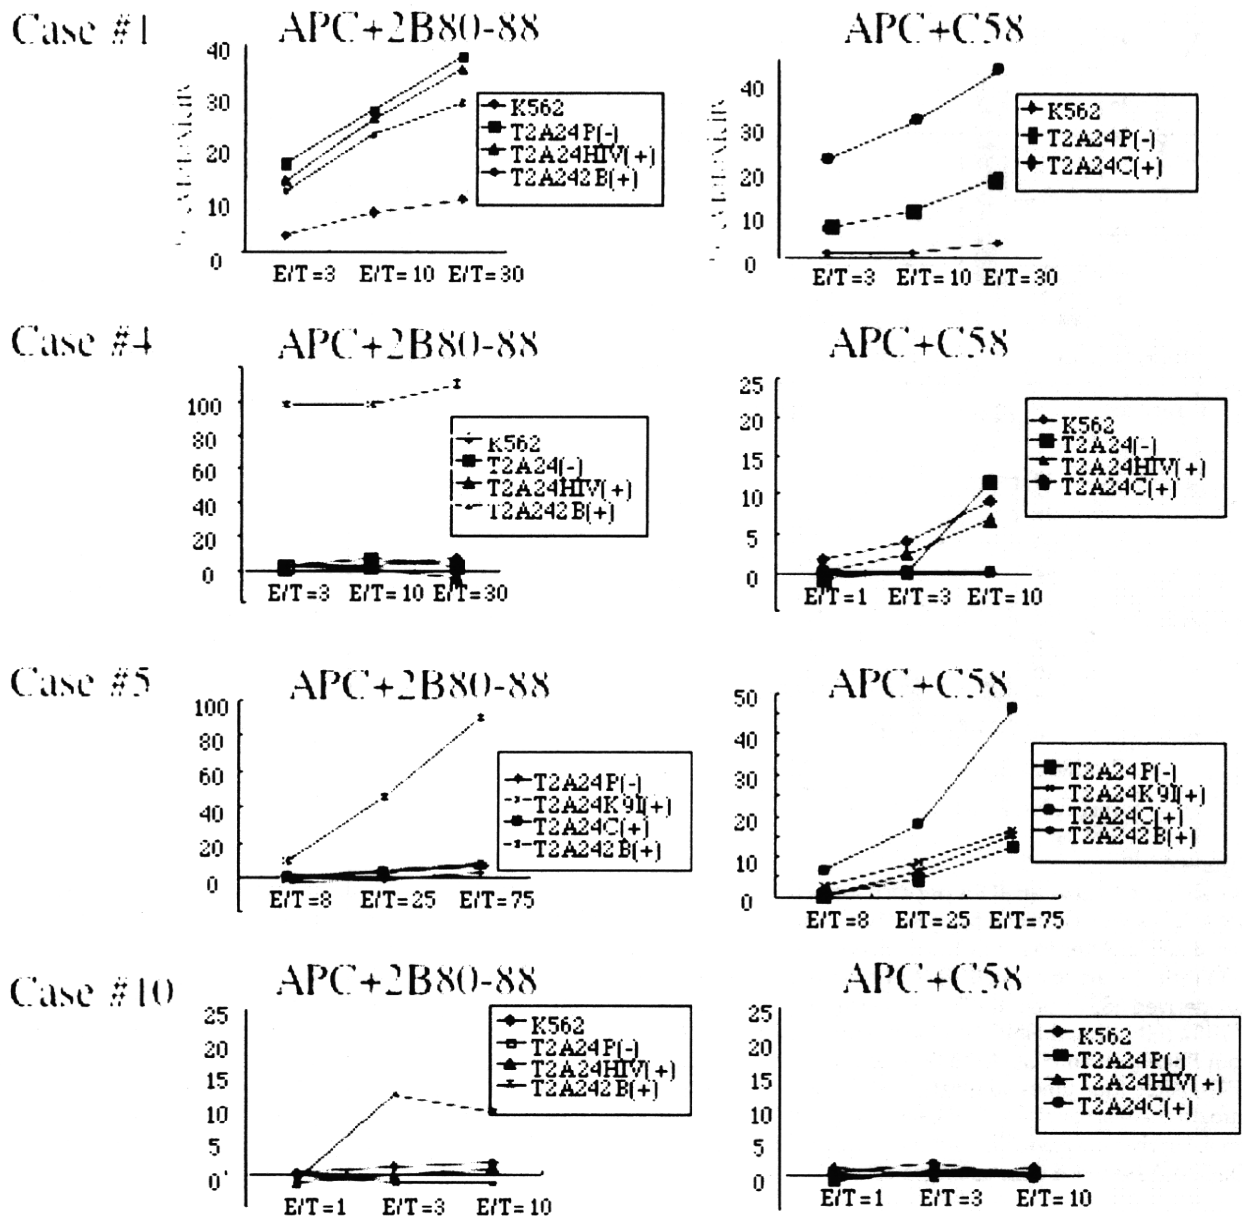 Case #1
APC+2B80-88
40
30
20
10
0
E/T=3 E/T=10 E/T=30
K562
T2A24P(-)
T2A24HIV(+)
T2A242B(+)
APC+C58
40
30
20
10
0
E/T=3 E/T=10 E/T=30
K562
T2A24P(-)
T2A24C(+)
Case #4
APC+2B80-88
100
80
60
40
20
0
E/T=3 E/T=10 E/T=30
K562
T2A24(-)
T2A24HIV(+)
T2A242B(+)
APC+C58
25
20
15
10
5
0
E/T=1 E/T=3 E/T=10
K562
T2A24(-)
T2A24HIV(+)
T2A24C(+)
Case #5
APC+2B80-88
100
80
60
40
20
0
E/T=8 E/T=25 E/T=75
T2A24P(-)
T2A24K9I(+)
T2A24C(+)
T2A242B(+)
APC+C58
50
40
30
20
10
0
E/T=8 E/T=25 E/T=75
T2A24P(-)
T2A24K9I(+)
T2A24C(+)
T2A242B(+)
Case #10
APC+2B80-88
25
20
15
10
5
0
E/T=1 E/T=3 E/T=10
K562
T2A24P(-)
T2A24HIV(+)
T2A242B(+)
APC+C58
25
20
15
10
5
0
E/T=1 E/T=3 E/T=10
K562
T2A24P(-)
T2A24HIV(+)
T2A24C(+)